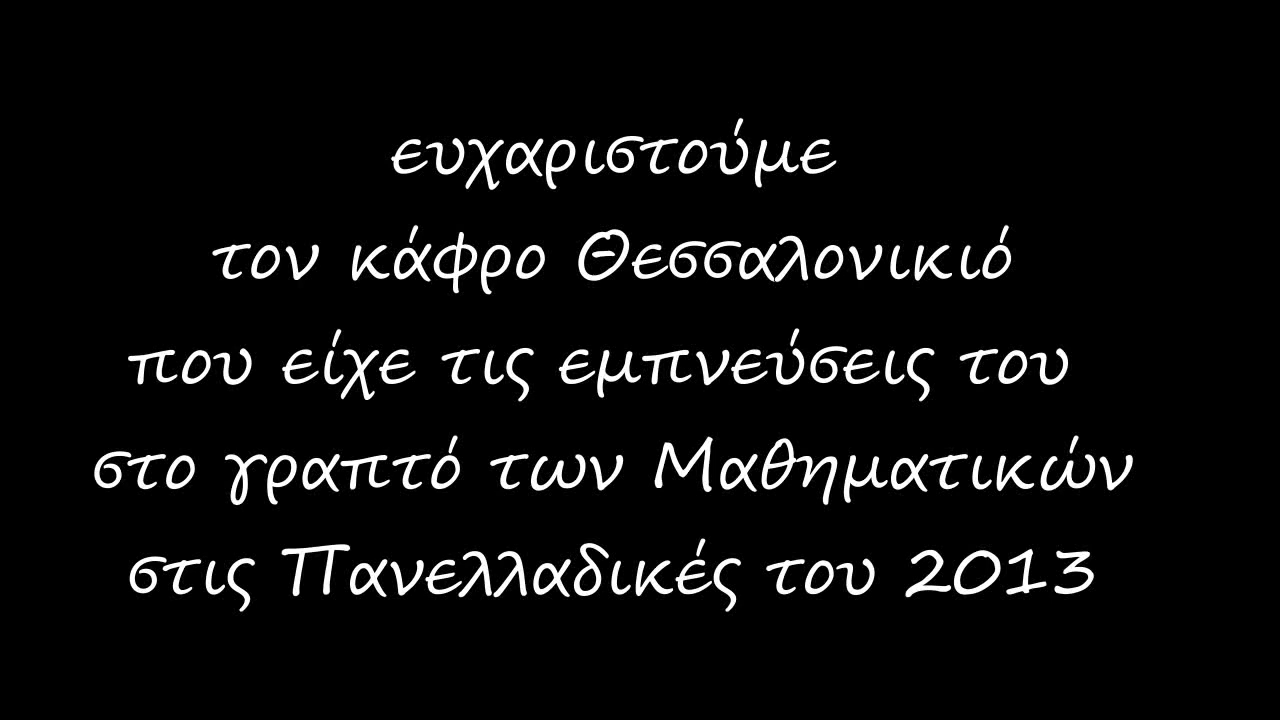 ευχαριστούμε
τον κάφρο Θεσσαλονικιό
που είχε τις εμπνεύσεις του
στο γραπτό των Μαθηματικών
στις Πανελλαδικές του 2013